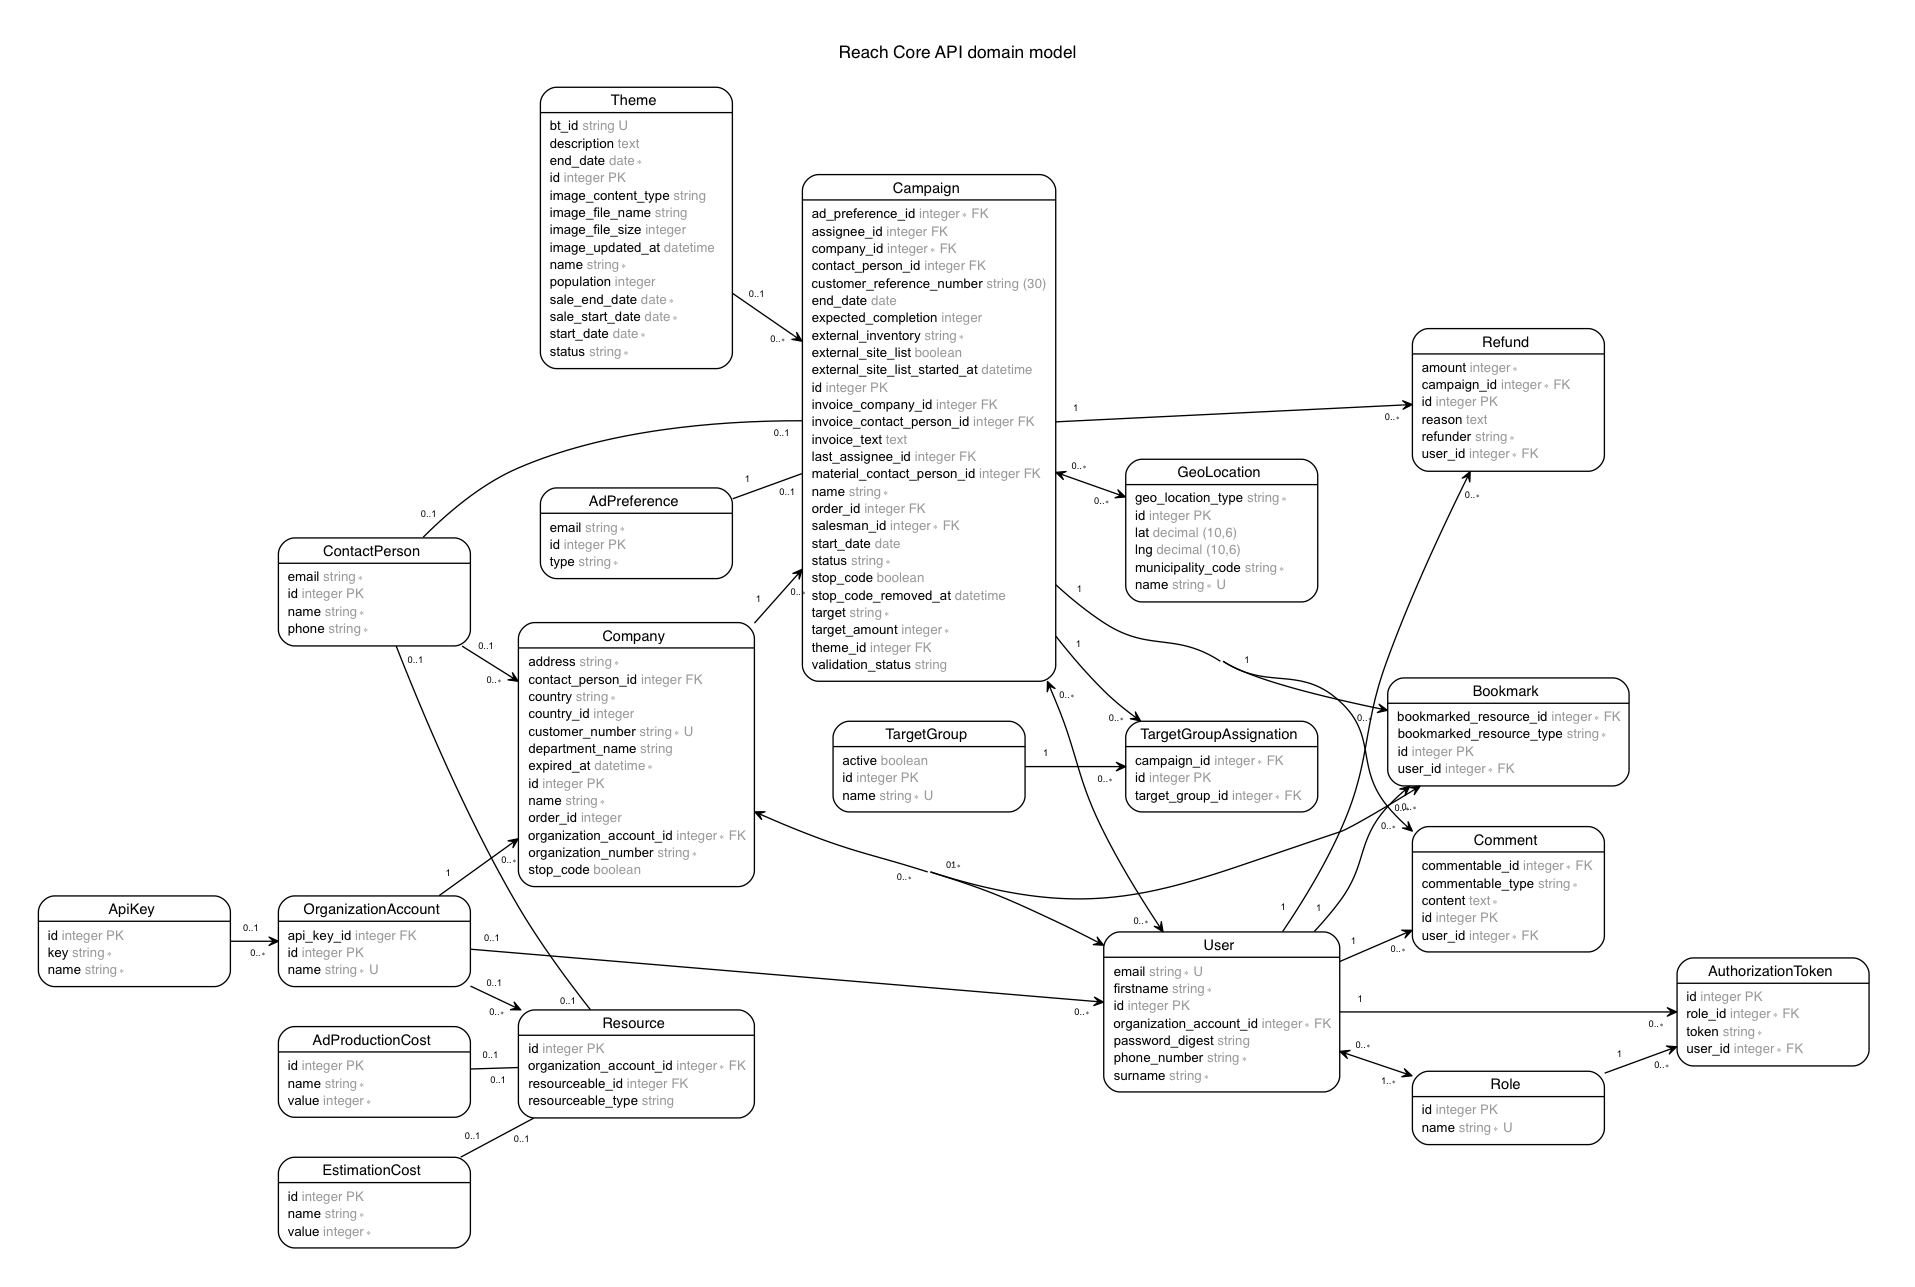 Reach Core API domain model
Theme
bt_id string U
description text
end_date date *
id integer PK
image_content_type string
image_file_name string
image_file_size integer
image_updated_at datetime
name string *
population integer
sale_end_date date *
sale_start_date date *
start_date date *
status string *
Campaign
ad_preference_id integer * FK
assignee_id integer FK
company_id integer * FK
contact_person_id integer FK
customer_reference_number string (30)
end_date date
expected_completion integer
external_inventory string *
external_site_list boolean
external_site_list_started_at datetime
id integer PK
invoice_company_id integer FK
invoice_contact_person_id integer FK
invoice_text text
last_assignee_id integer FK
material_contact_person_id integer FK
name string *
order_id integer FK
salesman_id integer * FK
start_date date
status string *
stop_code boolean
stop_code_removed_at datetime
target string *
target_amount integer *
theme_id integer FK
validation_status string
0..1
0..*
Refund
amount integer *
campaign_id integer * FK
id integer PK
reason text
refunder string *
user_id integer * FK
1
0..*
0..*
GeoLocation
geo_location_type string *
id integer PK
lat decimal (10,6)
lng decimal (10,6)
municipality_code string *
name string * U
0..*
0..*
AdPreference
email string *
id integer PK
type string *
1
0..1
0..1
0..1
ContactPerson
email string *
id integer PK
name string *
phone string *
0..1
0..*
0..1
Company
address string *
contact_person_id integer FK
country string *
country_id integer
customer_number string * U
department_name string
expired_at datetime *
id integer PK
name string *
order_id integer
organization_account_id integer * FK
organization_number string *
stop_code boolean
1
0..*
1
1
1
0..*
0..*
0..*
TargetGroup
active boolean
id integer PK
name string * U
1
0..*
TargetGroupAssignation
campaign_id integer * FK
id integer PK
target_group_id integer * FK
Bookmark
bookmarked_resource_id integer * FK
bookmarked_resource_type string *
id integer PK
user_id integer * FK
0..*
Comment
commentable_id integer * FK
commentable_type string *
content text *
id integer PK
user_id integer * FK
1
0..*
0..*
ApiKey
id integer PK
key string *
name string *
0..1
0..*
OrganizationAccount
api_key_id integer FK
id integer PK
name string * U
0..1
0..1
0..*
0..1
0..*
0..*
User
email string * U
firstname string *
id integer PK
organization_account_id integer * FK
password_digest string
phone_number string *
surname string *
1
1
1
0..*
1
0..*
0..*
1..*
AuthorizationToken
id integer PK
role_id integer * FK
token string *
user_id integer * FK
1
0..*
Role
id integer PK
name string * U
Resource
id integer PK
organization_account_id integer * FK
resourceable_id integer FK
resourceable_type string
AdProductionCost
id integer PK
name string *
value integer *
0..1
0..1
0..1
0..1
EstimationCost
id integer PK
name string *
value integer *